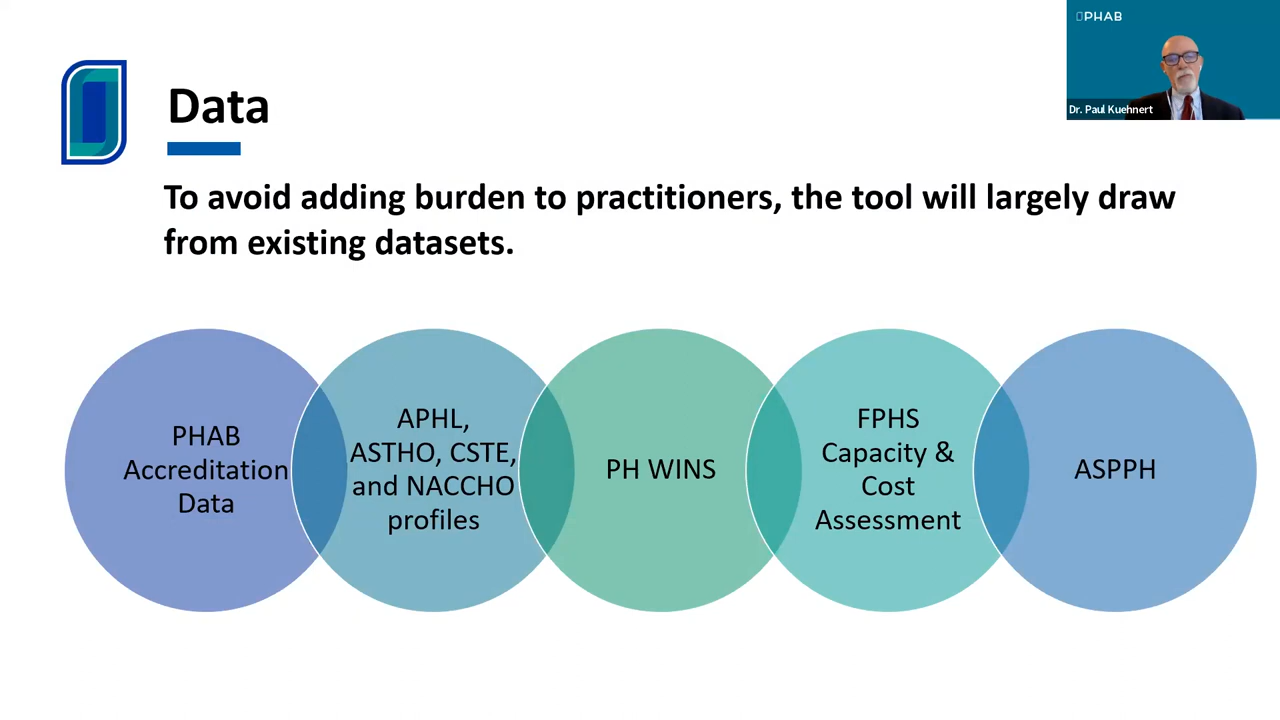 PHAB
Dr. Paul Kuehnert
Data
To avoid adding burden to practitioners, the tool will largely draw
from existing datasets.
PHAB
Accreditation
Data
APHL,
ASTHO, CSTE,
and NACCHO
profiles
PH WINS
FPHS
Capacity &
Cost
Assessment
ASPPH